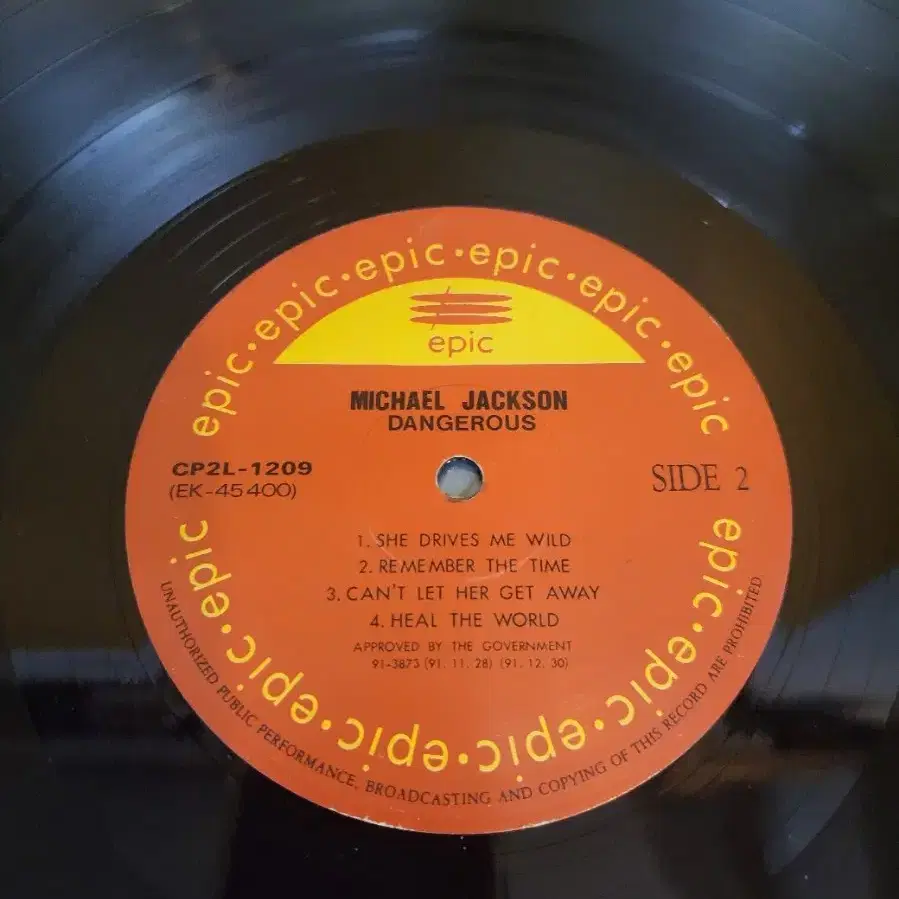 epic·epic·epic·epic·epic·epic
epic
MICHAEL JACKSON
DANGEROUS
CP2L-1209
(EK-45400)
SIDE 2
1. SHE DRIVES ME WILD
2. REMEMBER THE TIME
3. CAN'T LET HER GET AWAY
4. HEAL THE WORLD
APPROVED BY THE GOVERNMENT
91-3873 (91. 11. 28) (91. 12. 30)
epic·epic·epic·epic·epic·epic·epic·epic
UNAUTHORIZED PUBLIC PERFORMANCE, BROADCASTING AND COPYING OF THIS RECORD ARE PROHIBITED